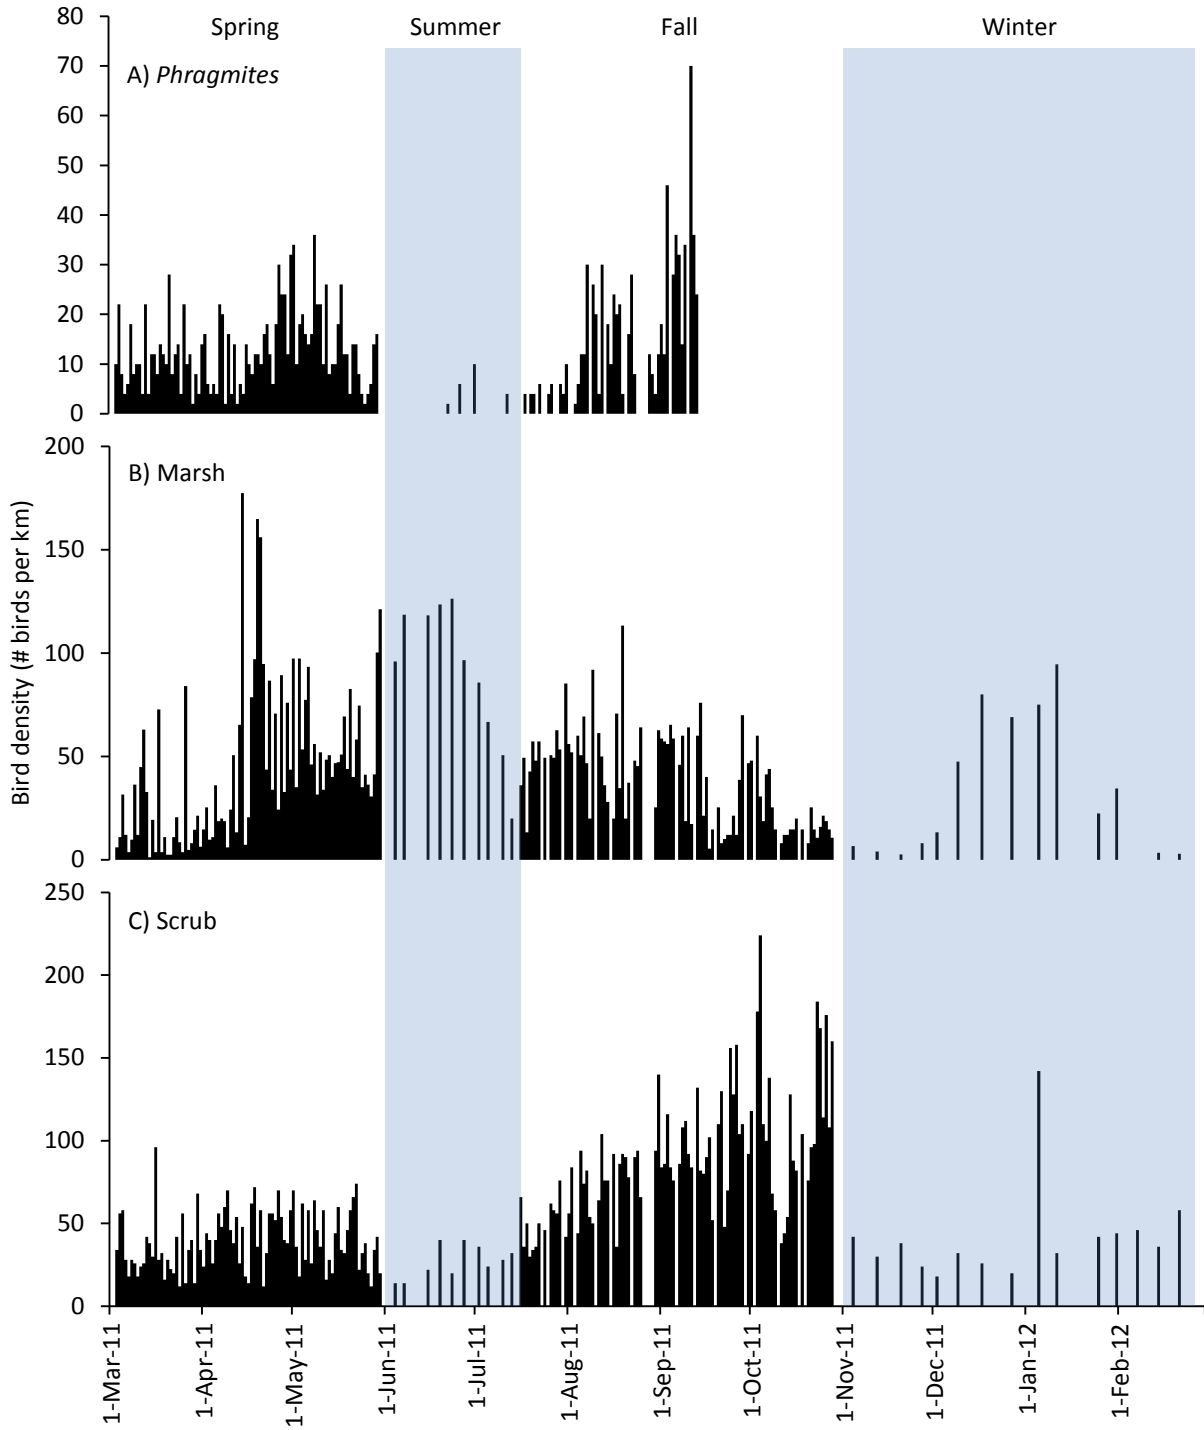 Spring Summer Fall Winter
A) Phragmites
80
70
60
50
40
30
20
10
0
B) Marsh
200
150
100
50
0
Bird density (# birds per km)
C) Scrub
250
200
150
100
50
0
1-Mar-11
1-Apr-11
1-May-11
1-Jun-11
1-Jul-11
1-Aug-11
1-Sep-11
1-Oct-11
1-Nov-11
1-Dec-11
1-Jan-12
1-Feb-12